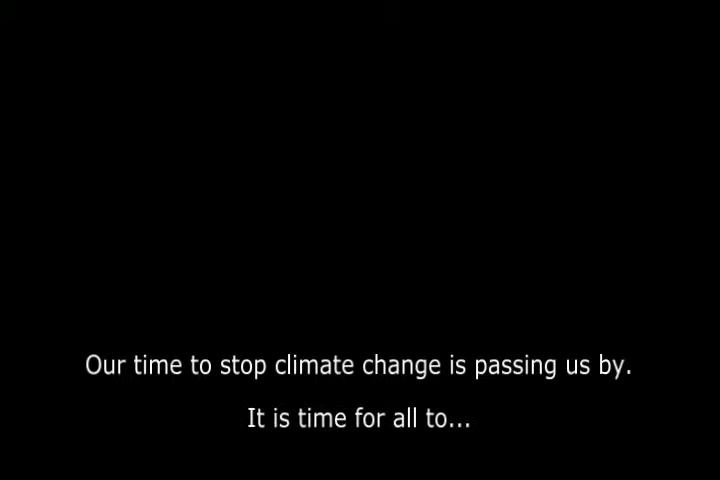 Our time to stop climate change is passing us by.
It is time for all to...